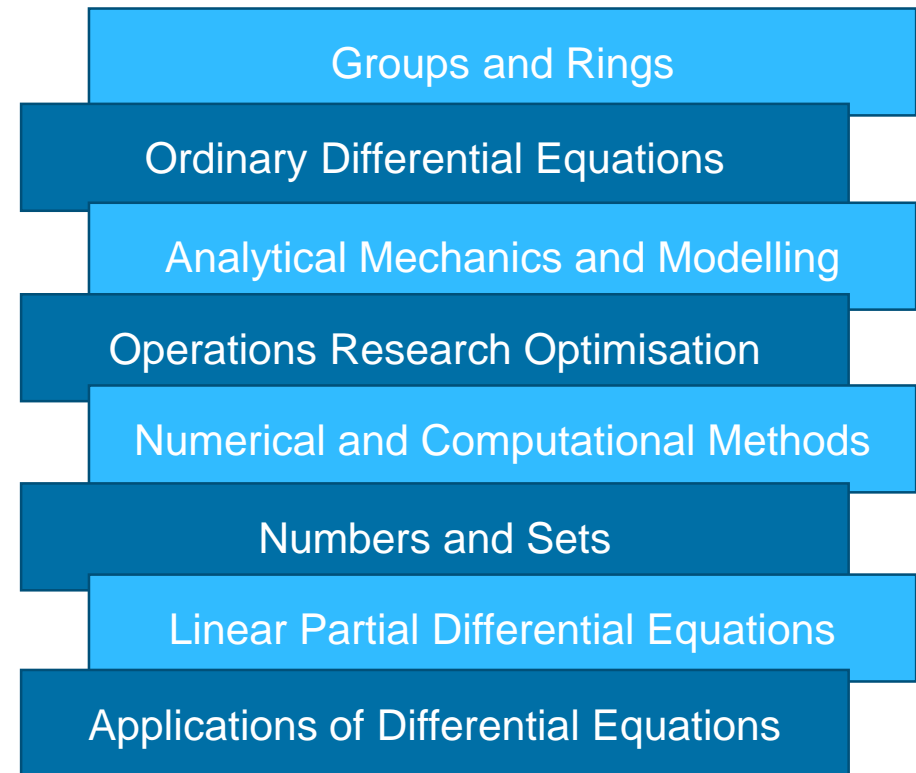 Groups and Rings
Ordinary Differential Equations
Analytical Mechanics and Modelling
Operations Research Optimisation
Numerical and Computational Methods
Numbers and Sets
Linear Partial Differential Equations
Applications of Differential Equations